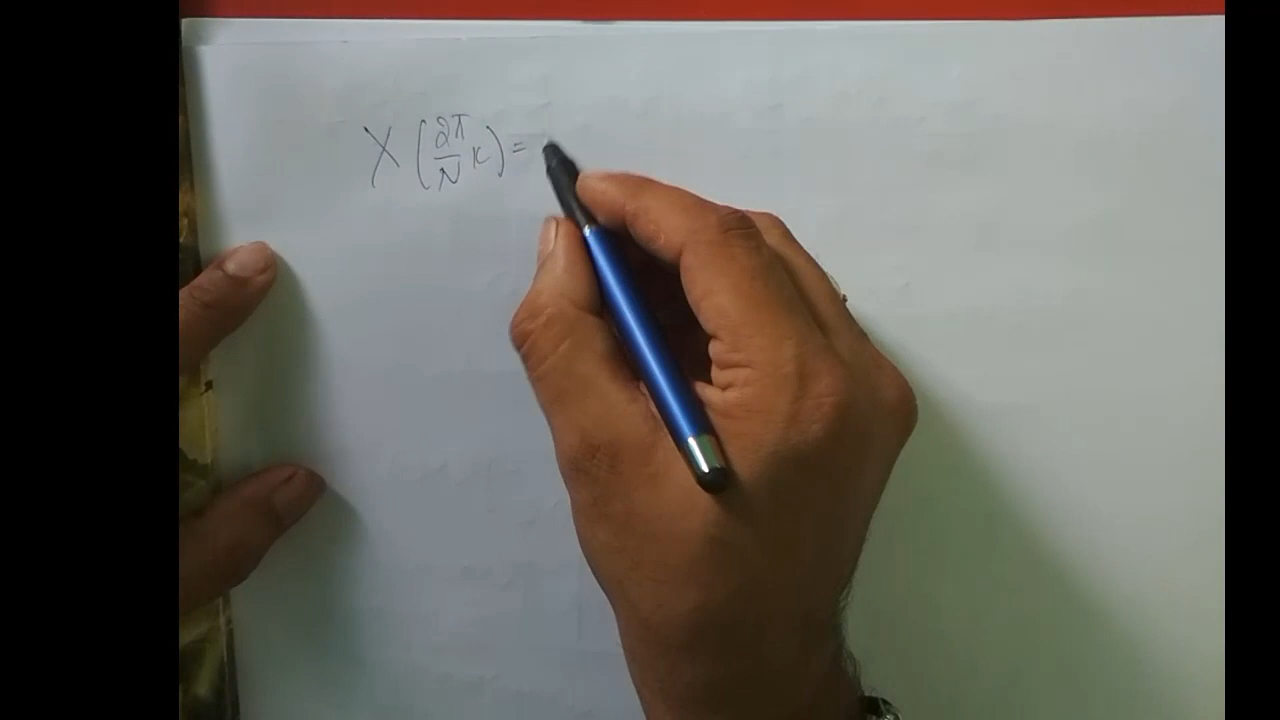 X (2π/N k) =